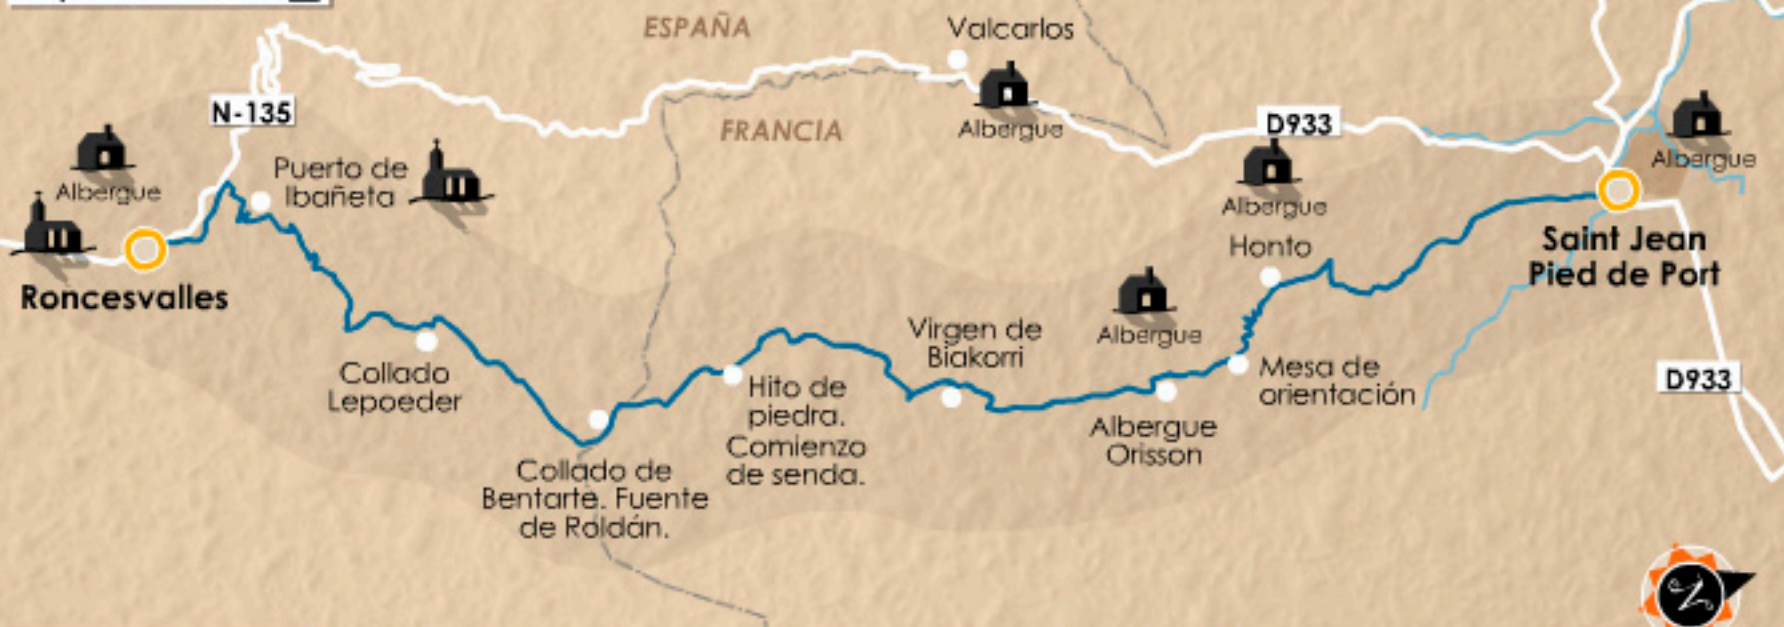 ESPAÑA
Valcarlos
N-135
FRANCIA
Albergue
D933
Albergue
Puerto de
Ibañeta
Albergue
Albergue
Honto
Saint Jean
Pied de Port
Roncesvalles
Albergue
Virgen de
Biakorri
Collado
Lepoeder
Hito de
piedra.
Comienzo
de senda.
Mesa de
orientación
D933
Albergue
Orisson
Collado de
Bentarte. Fuente
de Roldán.